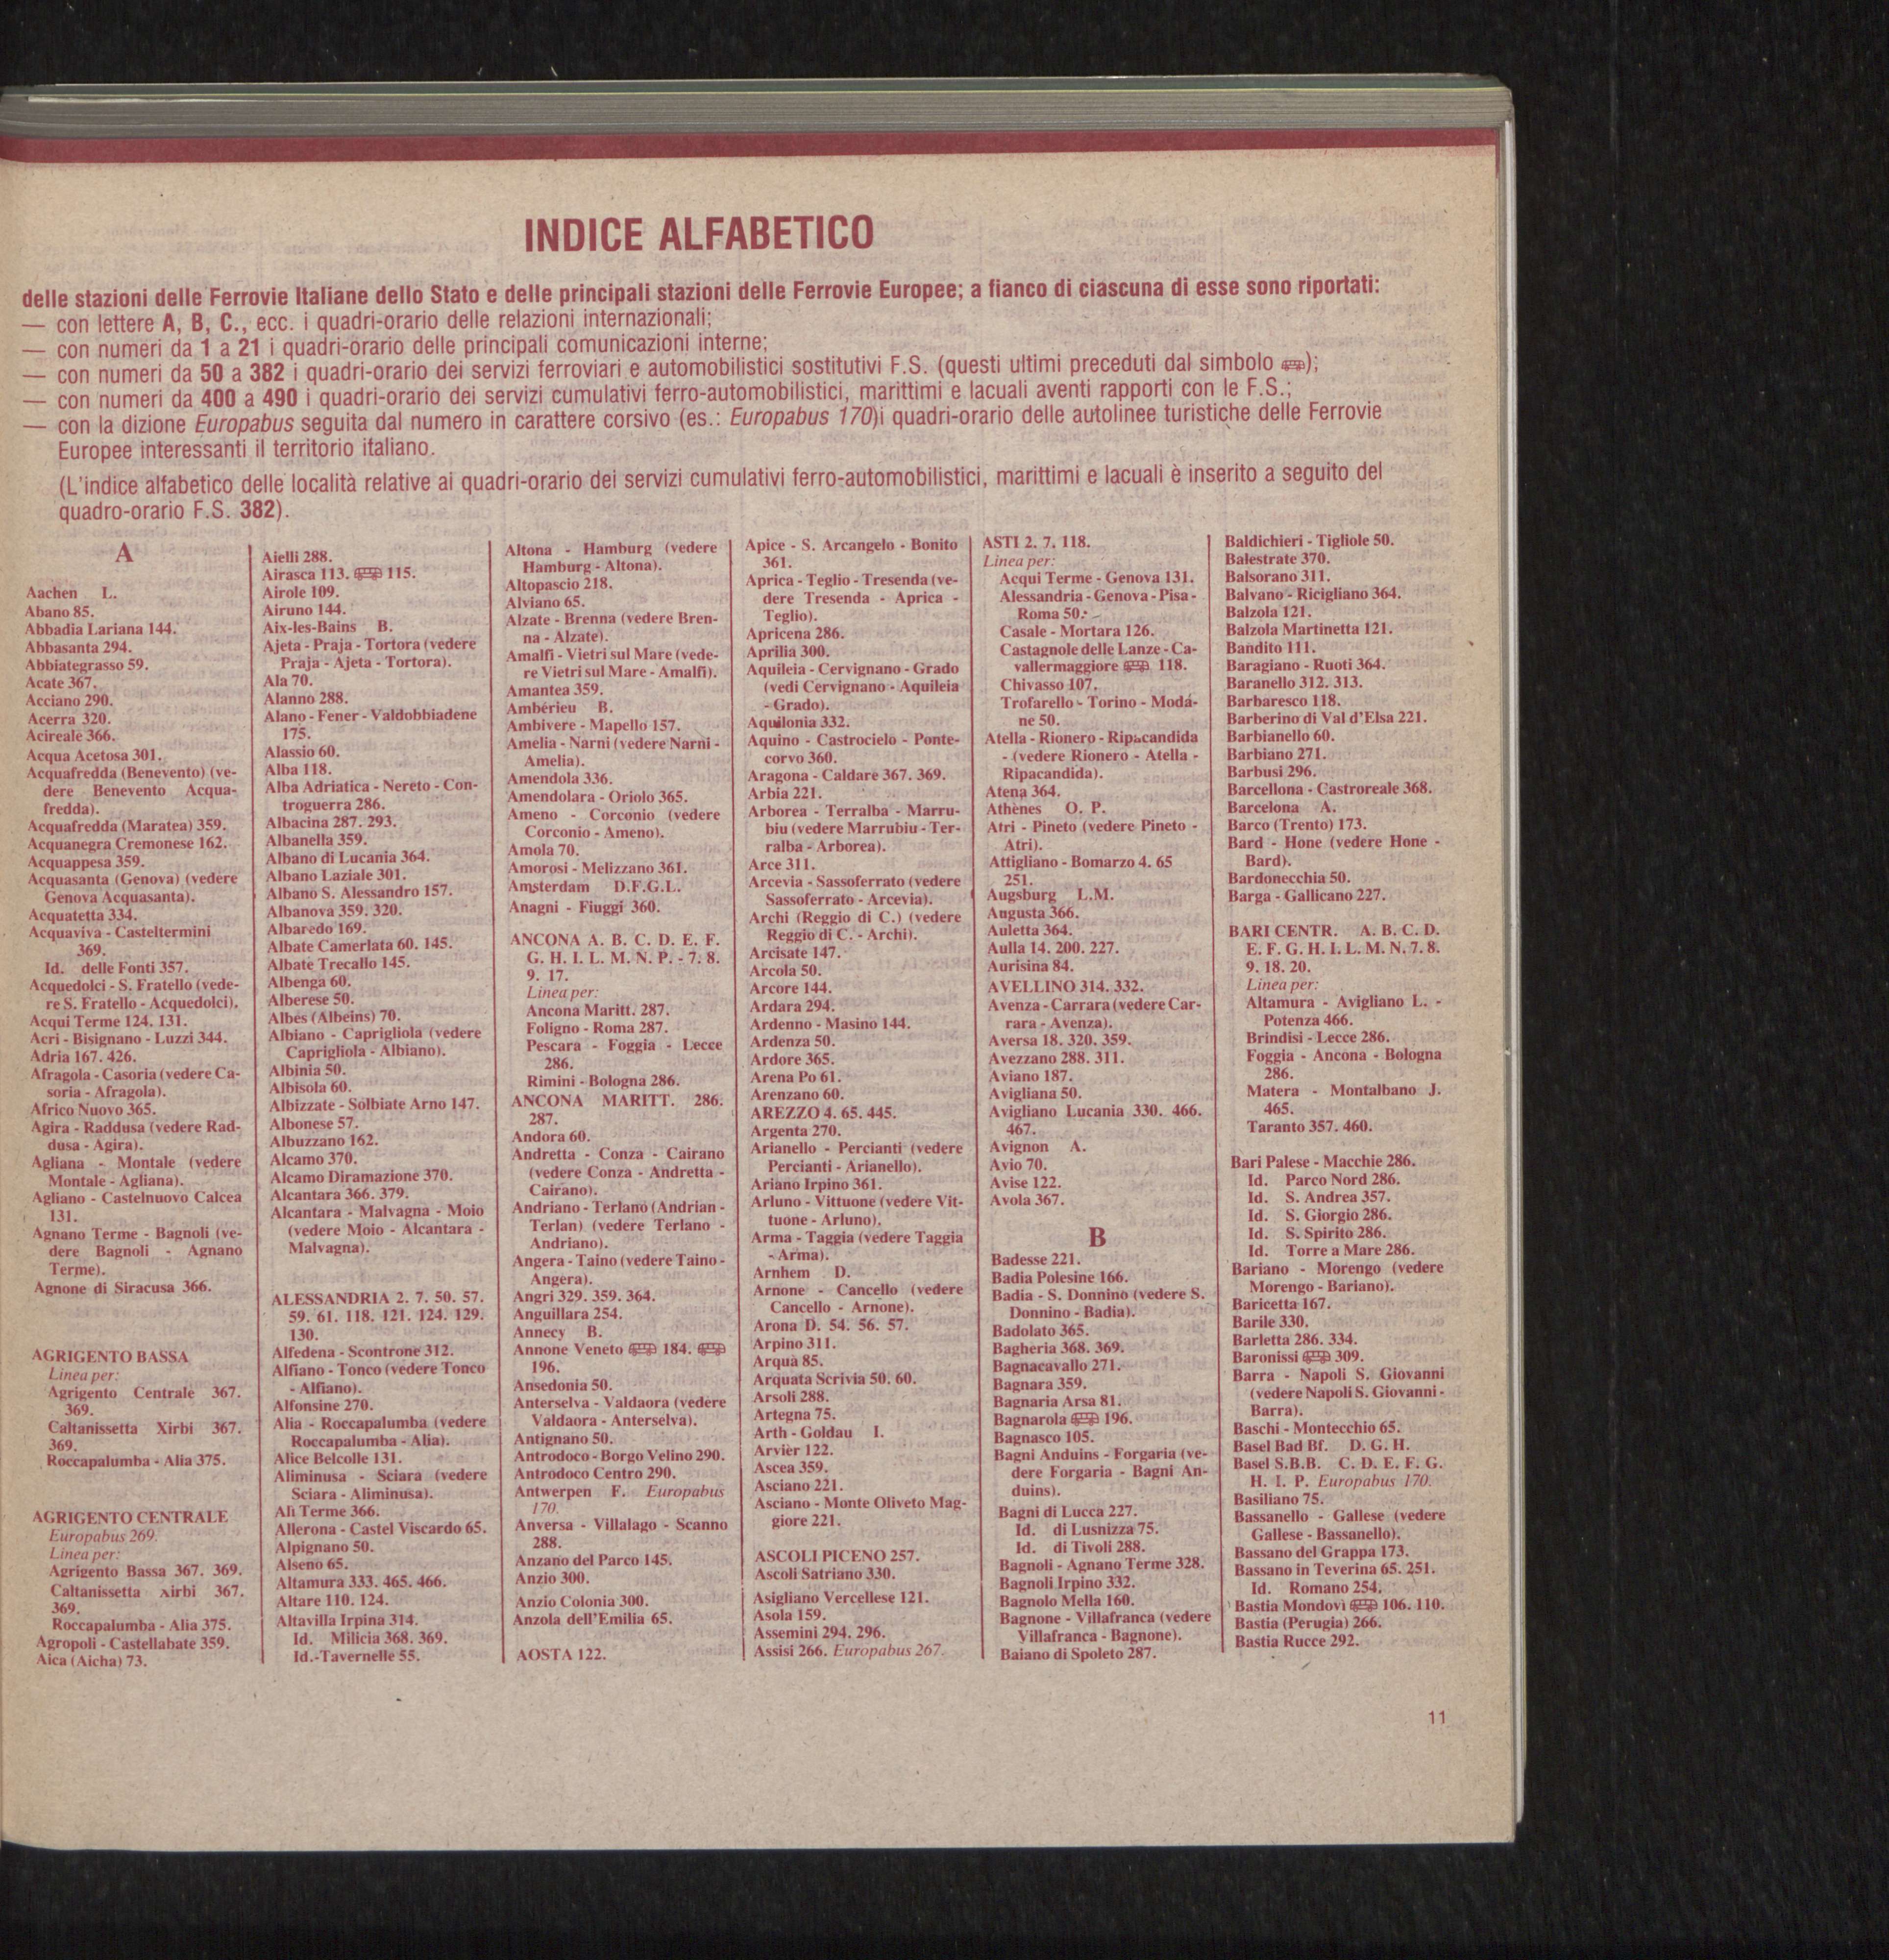 INDICE ALFABETICO
delle stazioni delle Ferrovie Italiane dello Stato e delle principali stazioni delle Ferrovie Europee; a fianco di ciascuna di esse sono riportati:
— con lettere A, B, C., ecc. i quadri-orario delle relazioni internazionali;
— con numeri da 1 a 21 i quadri-orario delle principali comunicazioni interne;
— con numeri da 50 a 382 i quadri-orario dei servizi ferroviari e automobilistici sostitutivi F.S. (questi ultimi preceduti dal simbolo );
— con numeri da 400 a 490 i quadri-orario dei servizi cumulativi ferro-automobilistici, marittimi e lacuali aventi rapporti con le F.S.;
— con la dizione Europabus seguita dal numero in carattere corsivo (es.: Europabus 170)i quadri-orario delle autolinee turistiche delle Ferrovie
Europee interessanti il territorio italiano.
(L'indice alfabetico delle località relative ai quadri-orario dei servizi cumulativi ferro-automobilistici, marittimi e lacuali è inserito a seguito del
quadro-orario F.S. 382).
A
Aachen L.
Abano 85.
Abbadia Lariana 144.
Abbasanta 294.
Abbiategrasso 59.
Acate 367.
Acciano 290.
Acerra 320.
Acireale 366.
Acqua Acetosa 301.
Acquafredda (Benevento) (ve-
dere Benevento Acqua-
fredda).
Acquafredda (Maratea) 359.
Acquanegra Cremonese 162.
Acquappesa 359.
Acquasanta (Genova) (vedere
Genova Acquasanta).
Acquatetta 334.
Acquaviva - Casteltermini
369.
Id. delle Fonti 357.
Acquedolci - S. Fratello (vede-
re S. Fratello - Acquedolci).
Acqui Terme 124. 131.
Acri - Bisignano - Luzzi 344.
Adria 167. 426.
Afragola - Casoria (vedere Ca-
soria - Afragola).
Africo Nuovo 365.
Agira - Raddusa (vedere Rad-
dusa - Agira).
Agliana - Montale (vedere
Montale - Agliana).
Agliano - Castelnuovo Calcea
131.
Agnano Terme - Bagnoli (ve-
dere Bagnoli - Agnano
Terme).
Agnone di Siracusa 366.
AGRIGENTO BASSA
Linea per:
Agrigento Centrale 367.
369.
Caltanissetta Xirbi 367.
369.
Roccapalumba - Alia 375.
AGRIGENTO CENTRALE
Europabus 269.
Linea per:
Agrigento Bassa 367. 369.
Caltanissetta Xirbi 367.
369.
Roccapalumba - Alia 375.
Agropoli - Castellabate 359.
Aica (Aicha) 73.
Aielli 288.
Airasca 113. 115.
Airole 109.
Airuno 144.
Aix-les-Bains B.
Ajeta - Praja - Tortora (vedere
Praja - Ajeta - Tortora).
Ala 70.
Alanno 288.
Alano - Fener - Valdobbiadene
175.
Alassio 60.
Alba 118.
Alba Adriatica - Nereto - Con-
troguerra 286.
Albacina 287. 293.
Albanella 359.
Albano di Lucania 364.
Albano Laziale 301.
Albano S. Alessandro 157.
Albanova 359. 320.
Albaredo 169.
Albate Camerlata 60. 145.
Albate Trecallo 145.
Albenga 60.
Alberese 50.
Albes (Albeins) 70.
Albiano - Caprigliola (vedere
Caprigliola - Albiano).
Albinia 50.
Albisola 60.
Albizzate - Solbiate Arno 147.
Albonese 57.
Albuzzano 162.
Alcamo 370.
Alcamo Diramazione 370.
Alcantara 366. 379.
Alcantara - Malvagna - Moio
(vedere Moio - Alcantara -
Malvagna).
ALESSANDRIA 2. 7. 50. 57.
59. 61. 118. 121. 124. 129.
130.
Alfedena - Scontrone 312.
Alfiano - Tonco (vedere Tonco
- Alfiano).
Alfonsine 270.
Alia - Roccapalumba (vedere
Roccapalumba - Alia).
Alice Belcolle 131.
Aliminusa - Sciara (vedere
Sciara - Aliminusa).
Alì Terme 366.
Allerona - Castel Viscardo 65.
Alpignano 50.
Alseno 65.
Altamura 333. 465. 466.
Altare 110. 124.
Altavilla Irpina 314.
Id. Milicia 368. 369.
Id.-Tavernelle 55.
Altona - Hamburg (vedere
Hamburg - Altona).
Altopascio 218.
Alviano 65.
Alzate - Brenna (vedere Bren-
na - Alzate).
Amalfi - Vietri sul Mare (vede-
re Vietri sul Mare - Amalfi).
Amantea 359.
Ambérieu B.
Ambivere - Mapello 157.
Amelia - Narni (vedere Narni -
Amelia).
Amendola 336.
Amendolara - Oriolo 365.
Ameno - Corconio (vedere
Corconio - Ameno).
Amola 70.
Amorosi - Melizzano 361.
Amsterdam D.F.G.L.
Anagni - Fiuggi 360.
ANCONA A. B. C. D. E. F.
G. H. I. L. M. N. P. - 7. 8.
9. 17.
Linea per:
Ancona Maritt. 287.
Foligno - Roma 287.
Pescara - Foggia - Lecce
286.
Rimini - Bologna 286.
ANCONA MARITT. 286.
287.
Andora 60.
Andretta - Conza - Cairano
(vedere Conza - Andretta -
Cairano).
Andriano - Terlano (Andrian -
Terlan) (vedere Terlano -
Andriano).
Angera - Taino (vedere Taino -
Angera).
Angri 329. 359. 364.
Anguillara 254.
Annecy B.
Annone Veneto 184.
196.
Ansedonia 50.
Anterselva - Valdaora (vedere
Valdaora - Anterselva).
Antignano 50.
Antrodoco - Borgo Velino 290.
Antrodoco Centro 290.
Antwerpen F. Europabus
170.
Anversa - Villalago - Scanno
288.
Anzano del Parco 145.
Anzio 300.
Anzio Colonia 300.
Anzola dell'Emilia 65.
AOSTA 122.
Apice - S. Arcangelo - Bonito
361.
Aprica - Teglio - Tresenda (ve-
dere Tresenda - Aprica -
Teglio).
Apricena 286.
Aprilia 300.
Aquileia - Cervignano - Grado
(vedi Cervignano - Aquileia
- Grado).
Aquilonia 332.
Aquino - Castrocielo - Ponte-
corvo 360.
Aragona - Caldare 367. 369.
Arbia 221.
Arborea - Terralba - Marru-
biu (vedere Marrubiu - Ter-
ralba - Arborea).
Arce 311.
Arcevia - Sassoferrato (vedere
Sassoferrato - Arcevia).
Archi (Reggio di C.) (vedere
Reggio di C. - Archi).
Arcisate 147.
Arcola 50.
Arcore 144.
Ardara 294.
Ardenno - Masino 144.
Ardenza 50.
Ardore 365.
Arena Po 61.
Arenzano 60.
AREZZO 4. 65. 445.
Argenta 270.
Arianello - Percianti (vedere
Percianti - Arianello).
Ariano Irpino 361.
Arluno - Vittuone (vedere Vit-
tuone - Arluno).
Arma - Taggia (vedere Taggia
- Arma).
Arnhem D.
Arnone - Cancello (vedere
Cancello - Arnone).
Arona D. 54. 56. 57.
Arpino 311.
Arquà 85.
Arquata Scrivia 50. 60.
Arsoli 288.
Artegna 75.
Arth - Goldau I.
Arvier 122.
Ascea 359.
Asciano 221.
Asciano - Monte Oliveto Mag-
giore 221.
ASCOLI PICENO 257.
Ascoli Satriano 330.
Asigliano Vercellese 121.
Asola 159.
Assemini 294. 296.
Assisi 266. Europabus 267.
ASTI 2. 7. 118.
Linea per:
Acqui Terme - Genova 131.
Alessandria - Genova - Pisa -
Roma 50.
Casale - Mortara 126.
Castagnole delle Lanze - Ca-
vallermaggiore 118.
Chivasso 107.
Trofarello - Torino - Moda-
ne 50.
Atella - Rionero - Ripacandida
- (vedere Rionero - Atella -
Ripacandida).
Atena 364.
Athènes O. P.
Atri - Pineto (vedere Pineto -
Atri).
Attigliano - Bomarzo 4. 65
251.
Augsburg L.M.
Augusta 366.
Auletta 364.
Aulla 14. 200. 227.
Aurisina 84.
AVELLINO 314. 332.
Avenza - Carrara (vedere Car-
rara - Avenza).
Aversa 18. 320. 359.
Avezzano 288. 311.
Aviano 187.
Avigliana 50.
Avigliano Lucania 330. 466.
467.
Avignon A.
Avio 70.
Avise 122.
Avola 367.
B
Badesse 221.
Badia Polesine 166.
Badia - S. Donnino (vedere S.
Donnino - Badia).
Badolato 365.
Bagheria 368. 369.
Bagnacavallo 271.
Bagnara 359.
Bagnaria Arsa 81.
Bagnarola 196.
Bagnasco 105.
Bagni Anduins - Forgaria (ve-
dere Forgaria - Bagni An-
duins).
Bagni di Lucca 227.
Id. di Lusnizza 75.
Id. di Tivoli 288.
Bagnoli - Agnano Terme 328.
Bagnoli Irpino 332.
Bagnolo Mella 160.
Bagnone - Villafranca (vedere
Villafranca - Bagnone).
Baiano di Spoleto 287.
Baldichieri - Tigliole 50.
Balestrate 370.
Balsorano 311.
Balvano - Ricigliano 364.
Balzola 121.
Balzola Martinetta 121.
Bandito 111.
Baragiano - Ruoti 364.
Baranello 312. 313.
Barbaresco 118.
Barberino di Val d'Elsa 221.
Barbianello 60.
Barbiano 271.
Barbusi 296.
Barcellona - Castroreale 368.
Barcelona A.
Barco (Trento) 173.
Bard - Hone (vedere Hone -
Bard).
Bardonecchia 50.
Barga - Gallicano 227.
BARI CENTR. A. B. C. D.
E. F. G. H. I. L. M. N. 7. 8.
9. 18. 20.
Linea per:
Altamura - Avigliano L. -
Potenza 466.
Brindisi - Lecce 286.
Foggia - Ancona - Bologna
286.
Matera - Montalbano J.
465.
Taranto 357. 460.
Bari Palese - Macchie 286.
Id. Parco Nord 286.
Id. S. Andrea 357.
Id. S. Giorgio 286.
Id. S. Spirito 286.
Id. Torre a Mare 286.
Bariano - Morengo (vedere
Morengo - Bariano).
Baricetta 167.
Barile 330.
Barletta 286. 334.
Baronissi 309.
Barra - Napoli S. Giovanni
(vedere Napoli S. Giovanni -
Barra).
Baschi - Montecchio 65.
Basel Bad Bf. D. G. H.
Basel S.B.B. C. D. E. F. G.
H. I. P. Europabus 170.
Basiliano 75.
Bassanello - Gallese (vedere
Gallese - Bassanello).
Bassano del Grappa 173.
Bassano in Teverina 65. 251.
Id. Romano 254.
Bastia Mondovì 106. 110.
Bastia (Perugia) 266.
Bastia Rucce 292.
11